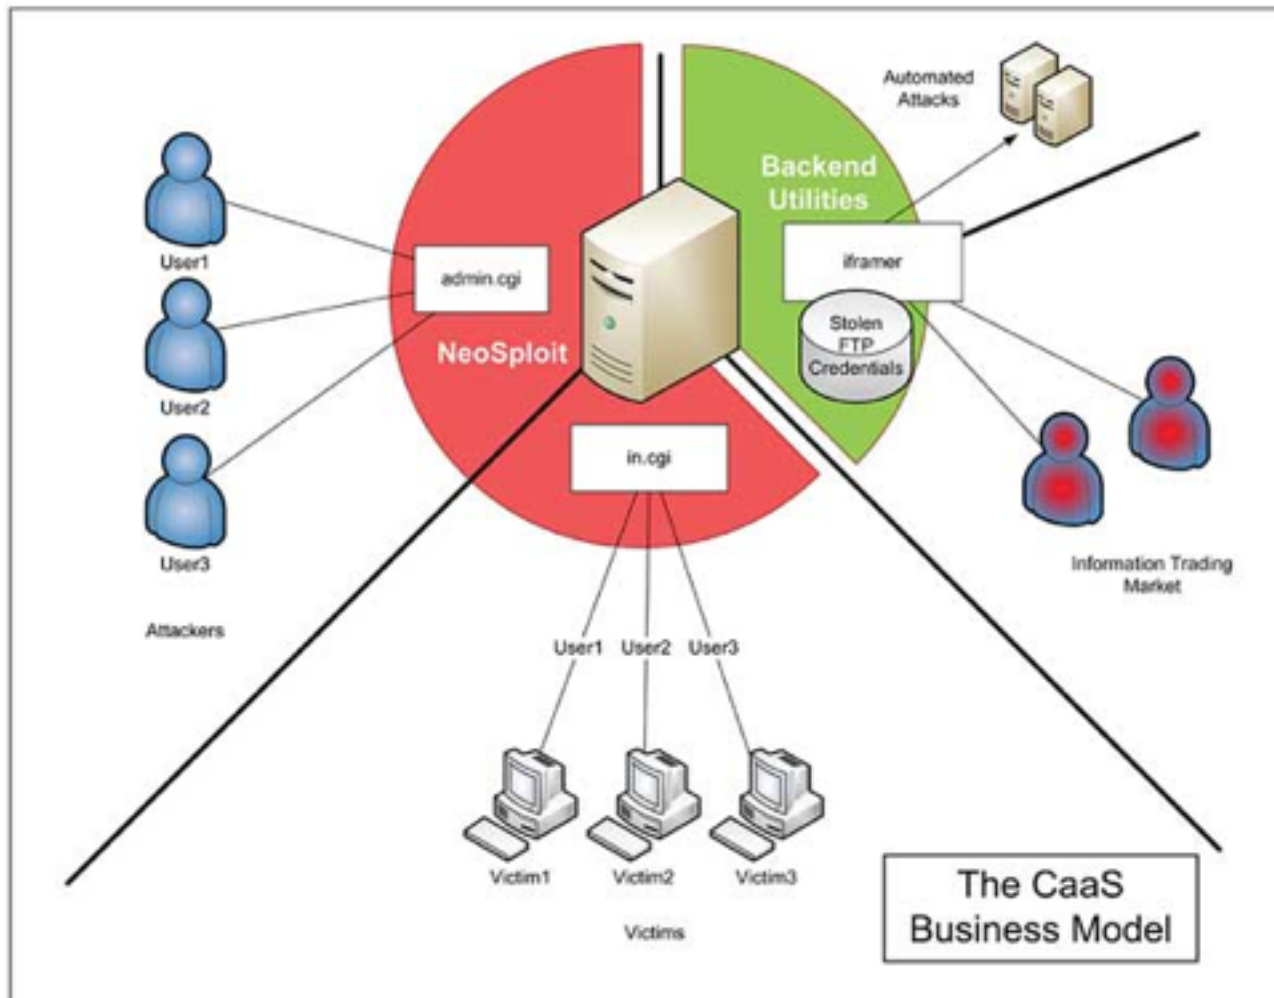 Automated
Attacks
Backend
Utilities
iframer
Stolen
FTP
Credentials
User1
admin.cgi
User2
NeoSploit
in.cgi
User3
Attackers
Information Trading
Market
User1
User2
User3
Victim1
Victim2
Victim3
Victims
The CaaS
Business Model